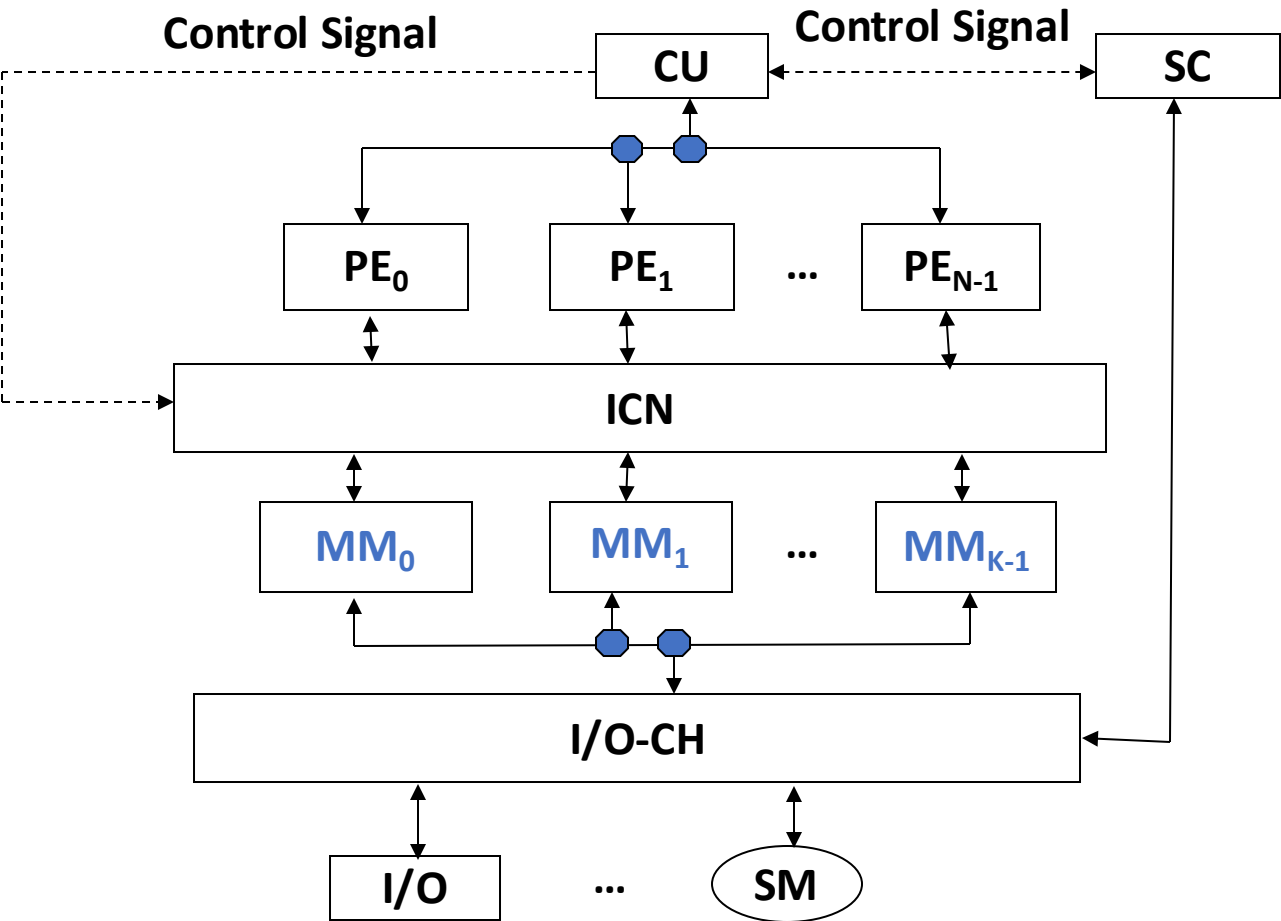 Control Signal
Control Signal
CU
SC
PE0
PE1
...
PEN-1
ICN
MM0
MM1
...
MMK-1
I/O-CH
I/O
...
SM